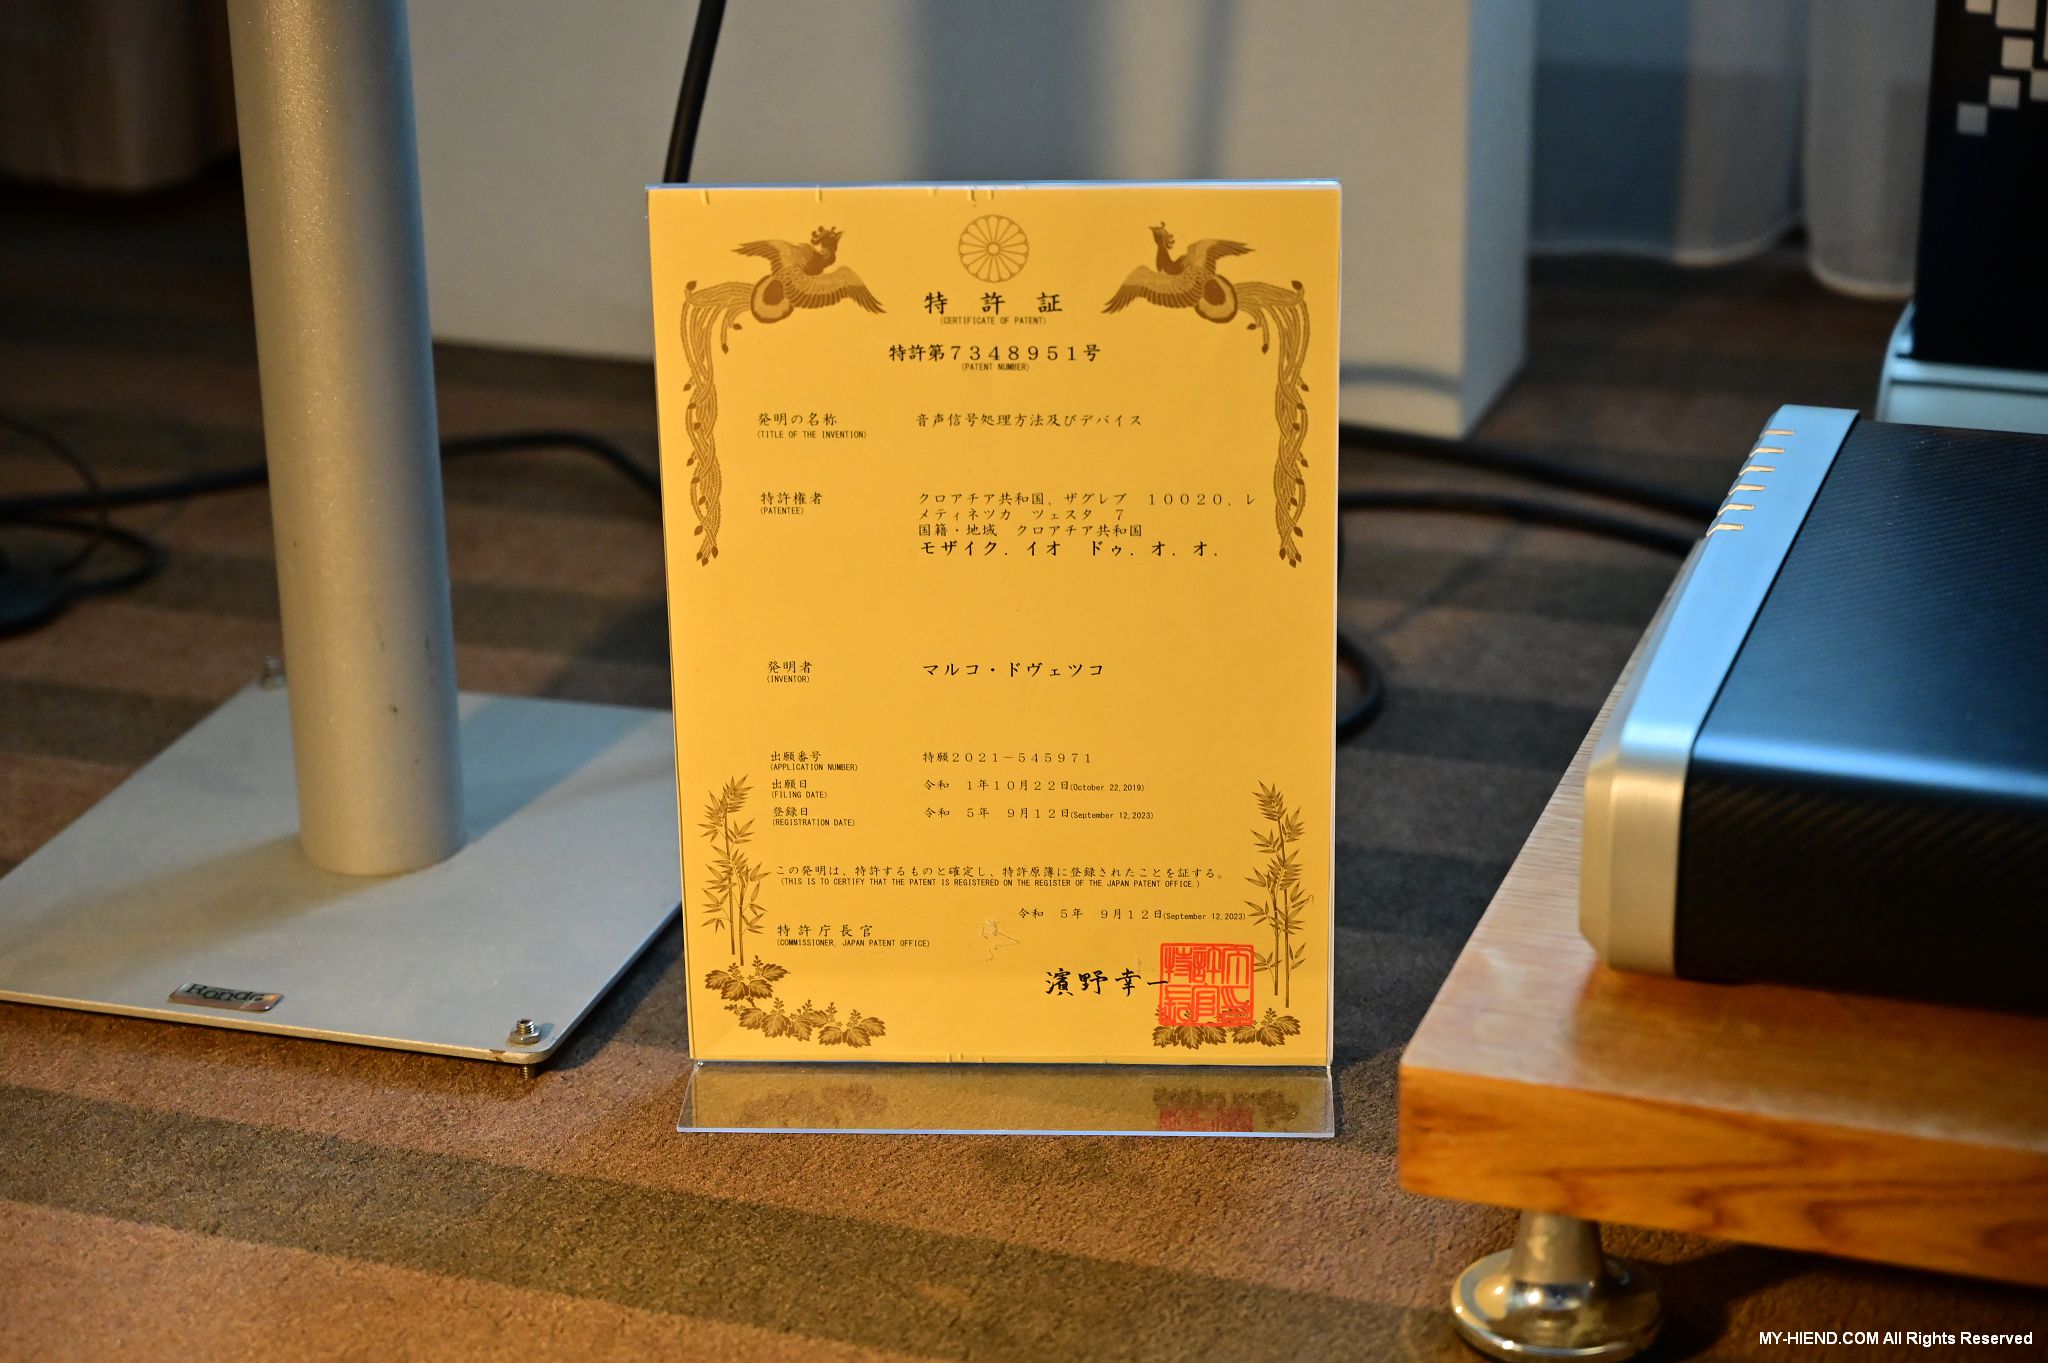 特許証
(CERTIFICATE OF PATENT)
特許第7348951号
(PATENT NUMBER)
発明の名称 音声信号処理方法及びデバイス
(TITLE OF THE INVENTION)
特許権者 クロアチア共和国,ザグレブ 10020,レ
(PATENTEE) メティネツカ ツェスタ 7
国籍・地域 クロアチア共和国
モザイク.イオ ドゥ.オ.オ.
発明者 マルコ・ドヴェツコ
(INVENTOR)
出願番号 特願2021-545971
(APPLICATION NUMBER)
出願日 令和 1年10月22日(October 22,2019)
(FILING DATE)
登録日 令和 5年 9月12日(September 12,2023)
(REGISTRATION DATE)
この発明は、特許するものと確定し、特許原簿に登録されたことを証する。
(THIS IS TO CERTIFY THAT THE PATENT IS REGISTERED ON THE REGISTER OF THE JAPAN PATENT OFFICE.)
令和 5年 9月12日(September 12,2023)
特許庁長官
(COMMISSIONER, JAPAN PATENT OFFICE)
濱野幸一
Rondo
MY-HIEND.COM All Rights Reserved